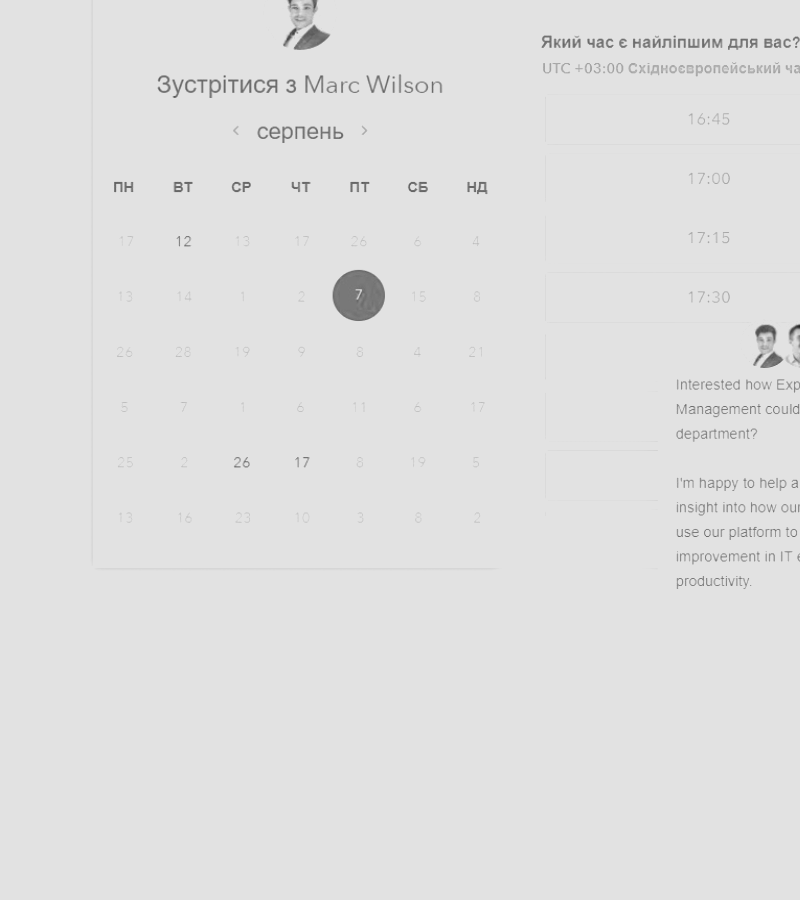 Зустрітися з Marc Wilson
‹ серпень ›
ПН ВТ СР ЧТ ПТ СБ НД
17 12 13 17 26 6 4
13 14 1 2 7 15 8
26 28 19 9 8 4 21
5 7 1 6 11 6 17
25 2 26 17 8 19 5
13 16 23 10 3 8 2
Який час є найліпшим для вас?
UTC +03:00 Східноєвропейський ча
16:45
17:00
17:15
17:30
Interested how Exp
Management could
department?
I'm happy to help a
insight into how our
use our platform to
improvement in IT e
productivity.